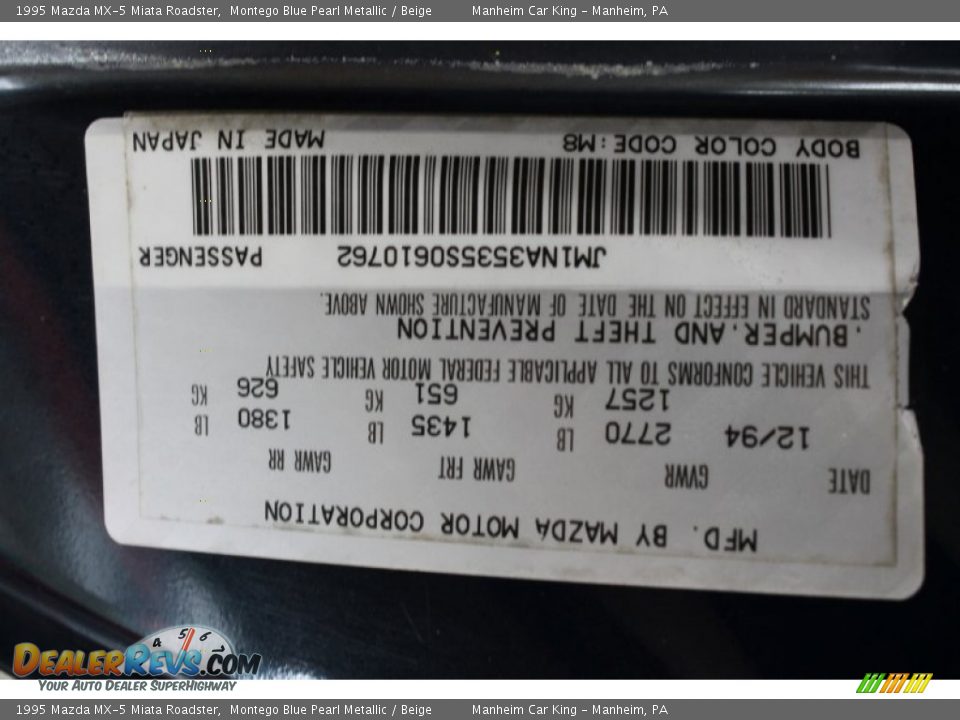 1995 Mazda MX-5 Miata Roadster, Montego Blue Pearl Metallic / Beige Manheim Car King - Manheim, PA
MFD. BY MAZDA MOTOR CORPORATION
DATE GVWR GAWR FRT GAWR RR
12/94 2770 LB 1435 LB 1380 LB
1257 KG 651 KG 626 KG
THIS VEHICLE CONFORMS TO ALL APPLICABLE FEDERAL MOTOR VEHICLE SAFETY
.BUMPER.AND THEFT PREVENTION
STANDARD IN EFFECT ON THE DATE OF MANUFACTURE SHOWN ABOVE.
JM1NA3535S0610762 PASSENGER
BODY COLOR CODE:M8 MADE IN JAPAN
4 5 6 7
DEALERREVS.COM
YOUR AUTO DEALER SUPERHIGHWAY
1995 Mazda MX-5 Miata Roadster, Montego Blue Pearl Metallic / Beige Manheim Car King - Manheim, PA